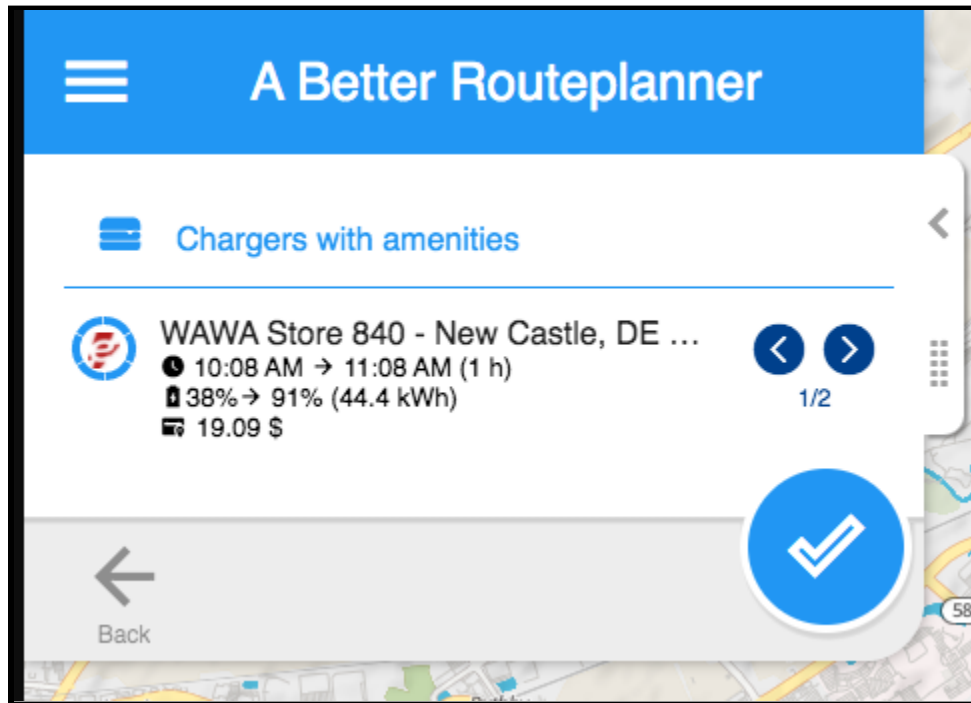 A Better Routeplanner
Chargers with amenities
WAWA Store 840 - New Castle, DE ...
10:08 AM → 11:08 AM (1 h)
38%→ 91% (44.4 kWh)
19.09 $
1/2
Back
58